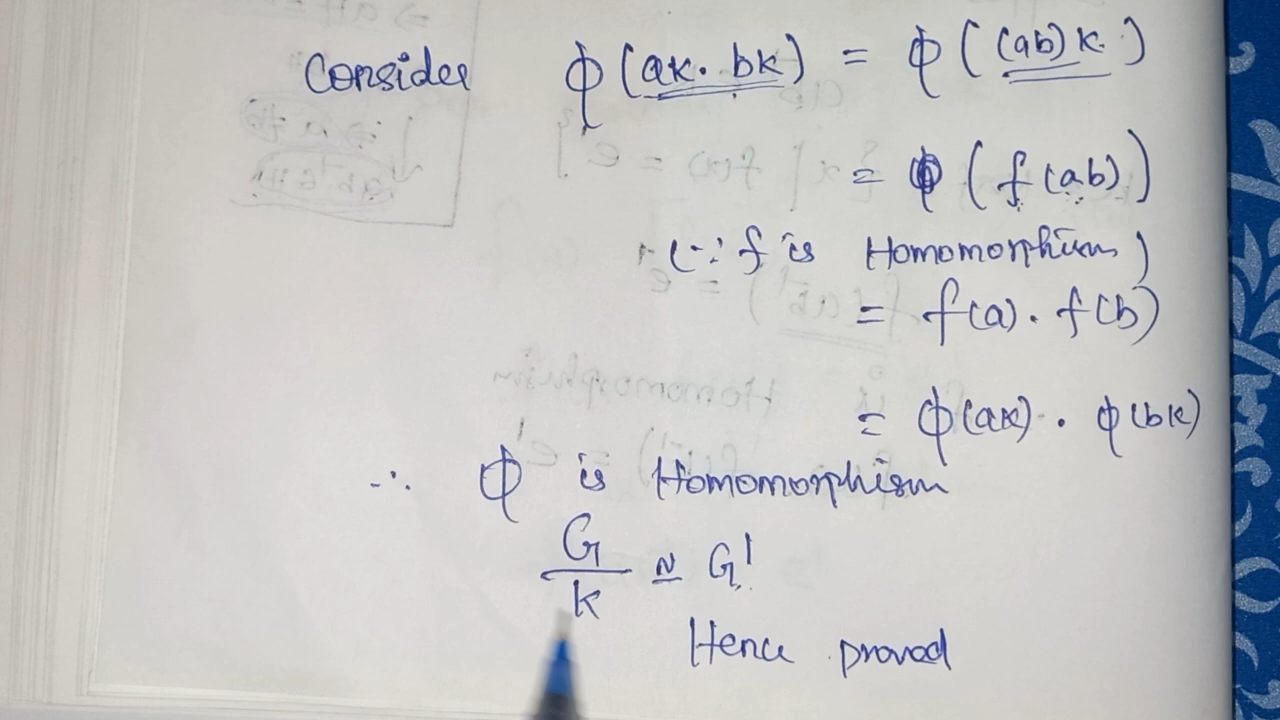 Consider ϕ(ak. bk) = ϕ((ab)k.)
= ϕ(f(ab))
(∵ f is Homomorphism)
= f(a). f(b)
= ϕ(ak). ϕ(bk)
∴ ϕ is Homomorphism
G/k ≅ G'
Hence proved